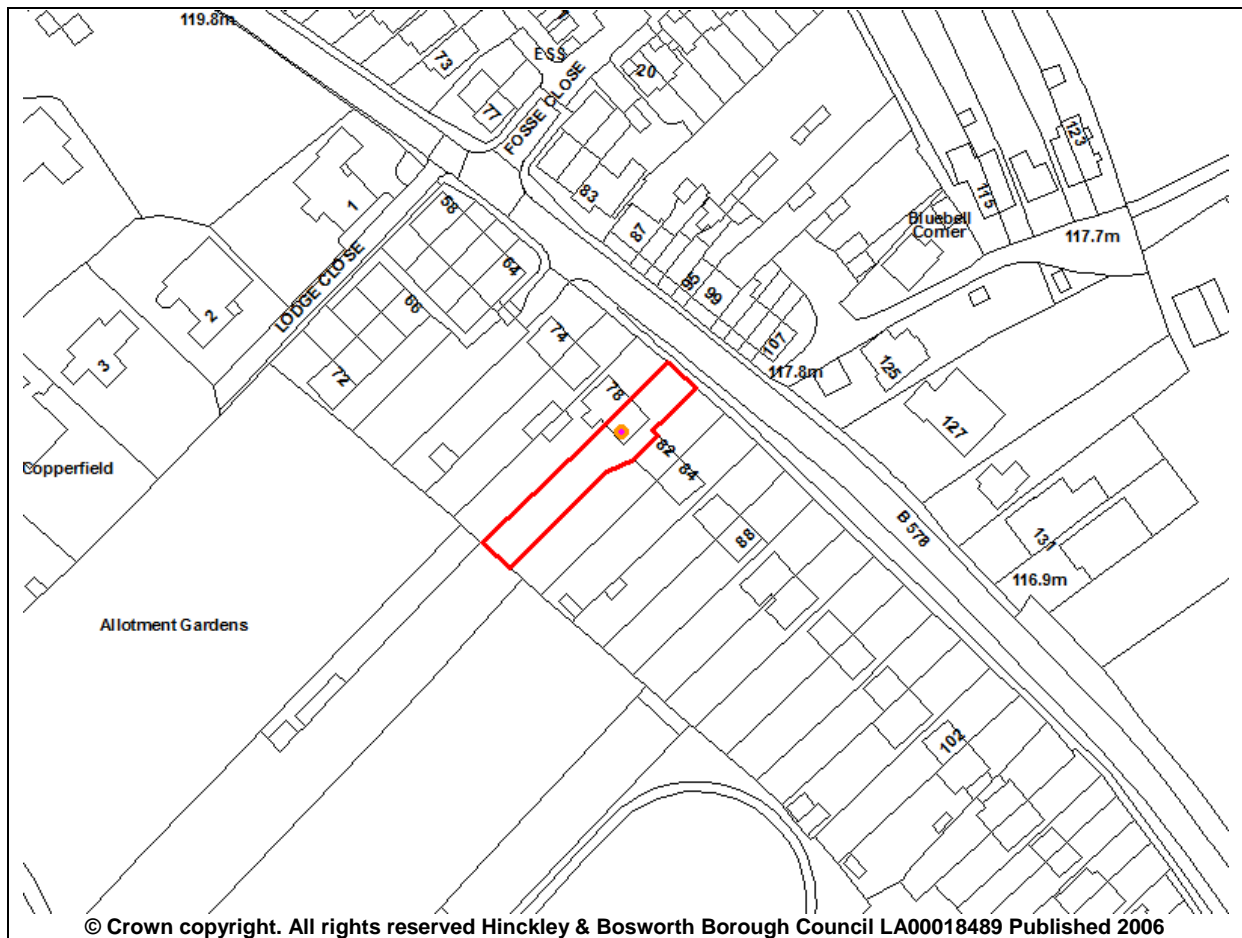 119.8m
73
ESS
20
77
FOSSE CLOSE
123
83
115
1
58
87
Bluebell
Corner
117.7m
64
LODGE CLOSE
95
99
66
2
107
74
125
117.8m
3
72
78
127
82
84
Copperfield
88
B 578
131
116.9m
Allotment Gardens
102
© Crown copyright. All rights reserved Hinckley & Bosworth Borough Council LA00018489 Published 2006